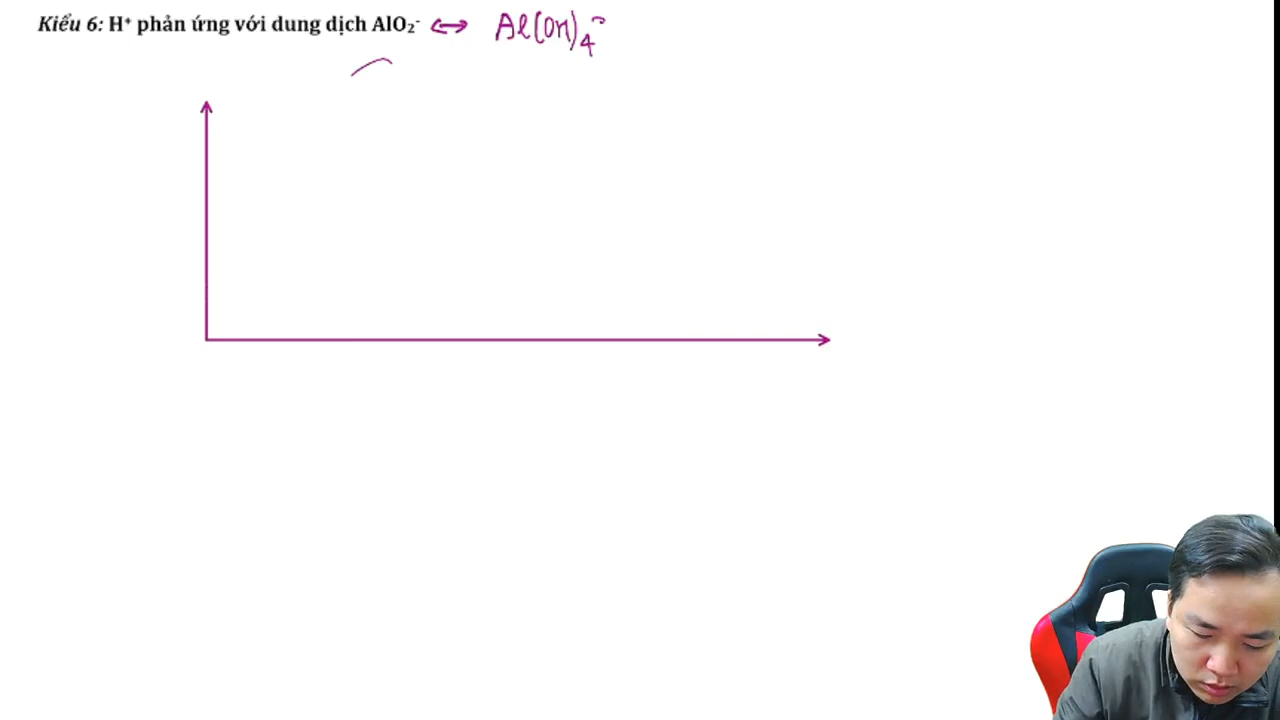 Kiểu 6: H⁺ phản ứng với dung dịch AlO₂⁻ ⇔ Al(OH)₄⁻